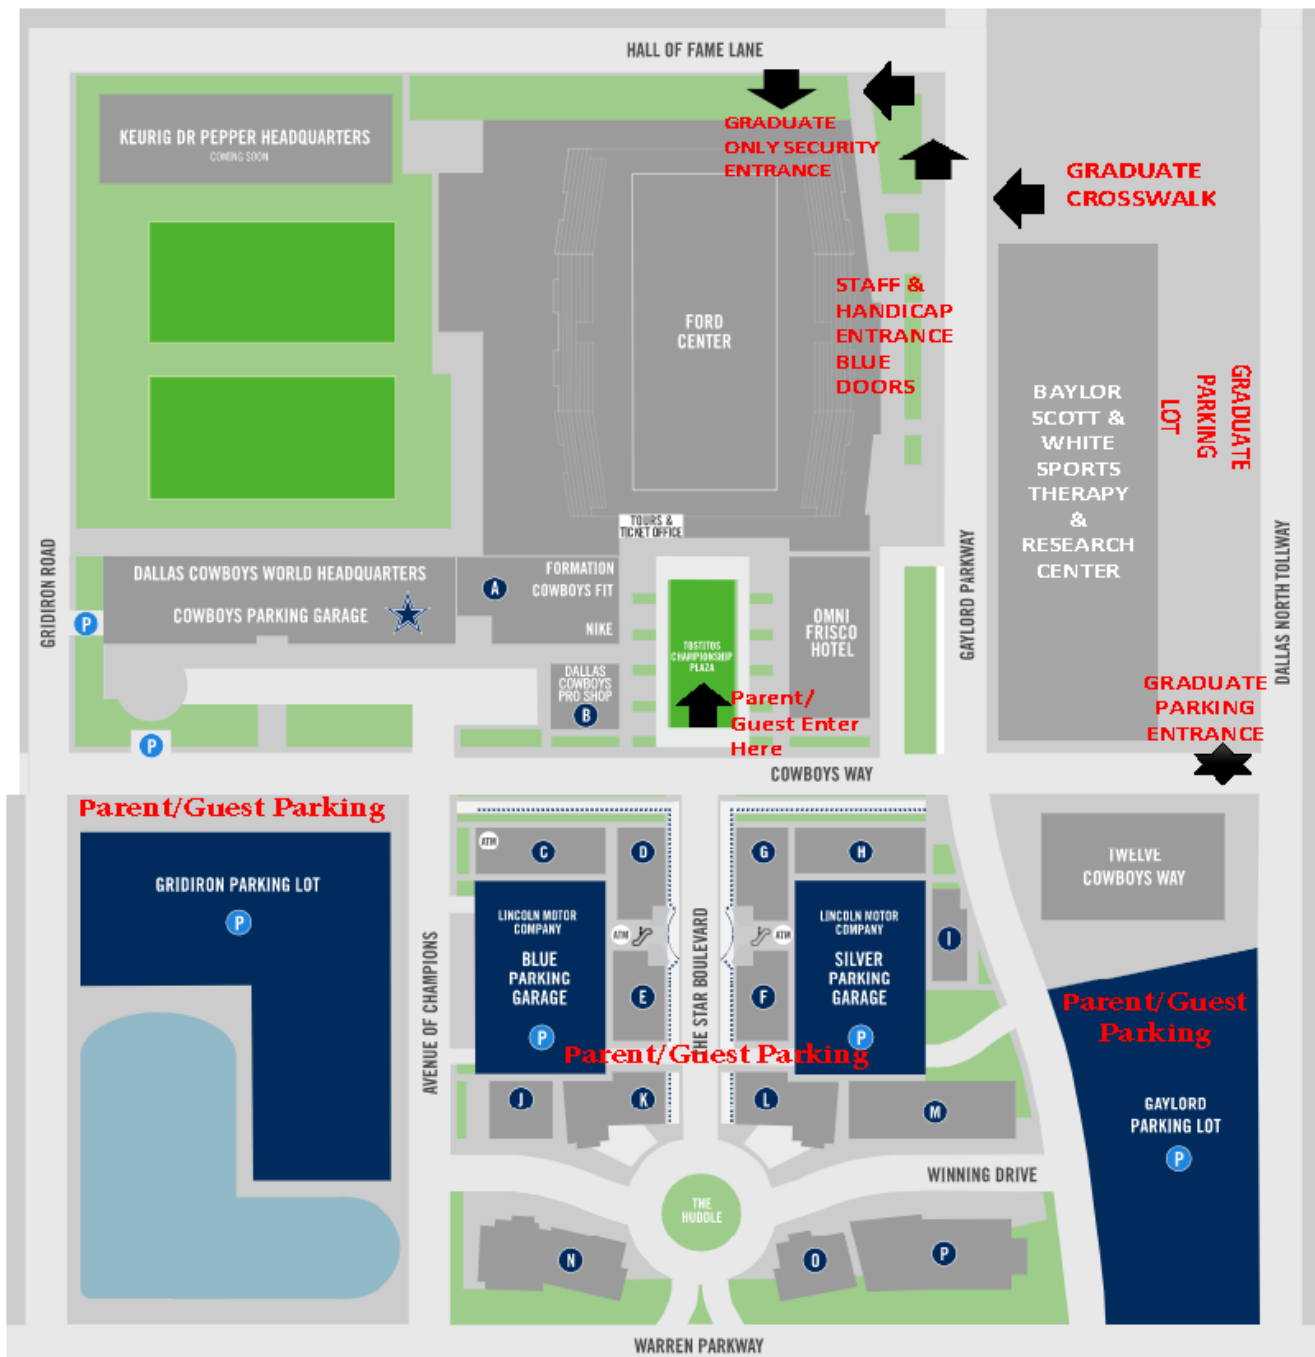 HALL OF FAME LANE
KEURIG DR PEPPER HEADQUARTERS
COMING SOON
GRADUATE
ONLY SECURITY
ENTRANCE
GRADUATE
CROSSWALK
STAFF &
HANDICAP
ENTRANCE
BLUE
DOORS
FORD
CENTER
BAYLOR
SCOTT &
WHITE
SPORTS
THERAPY
&
RESEARCH
CENTER
GRADUATE
PARKING
LOT
GRIDIRON ROAD
GAYLORD PARKWAY
DALLAS NORTH TOLLWAY
TOURS &
TICKET OFFICE
DALLAS COWBOYS WORLD HEADQUARTERS
COWBOYS PARKING GARAGE
P
A
FORMATION
COWBOYS FIT
NIKE
DALLAS
COWBOYS
PRO SHOP
B
TOSTITOS
CHAMPIONSHIP
PLAZA
OMNI
FRISCO
HOTEL
Parent/
Guest Enter
Here
GRADUATE
PARKING
ENTRANCE
P
COWBOYS WAY
Parent/Guest Parking
GRIDIRON PARKING LOT
P
AVENUE OF CHAMPIONS
ATM
C
D
G
H
TWELVE
COWBOYS WAY
LINCOLN MOTOR
COMPANY
BLUE
PARKING
GARAGE
P
ATM
E
THE STAR BOULEVARD
ATM
F
LINCOLN MOTOR
COMPANY
SILVER
PARKING
GARAGE
P
I
Parent/Guest Parking
Parent/Guest
Parking
GAYLORD
PARKING LOT
P
J
K
L
M
WINNING DRIVE
THE
HUDDLE
N
O
P
WARREN PARKWAY